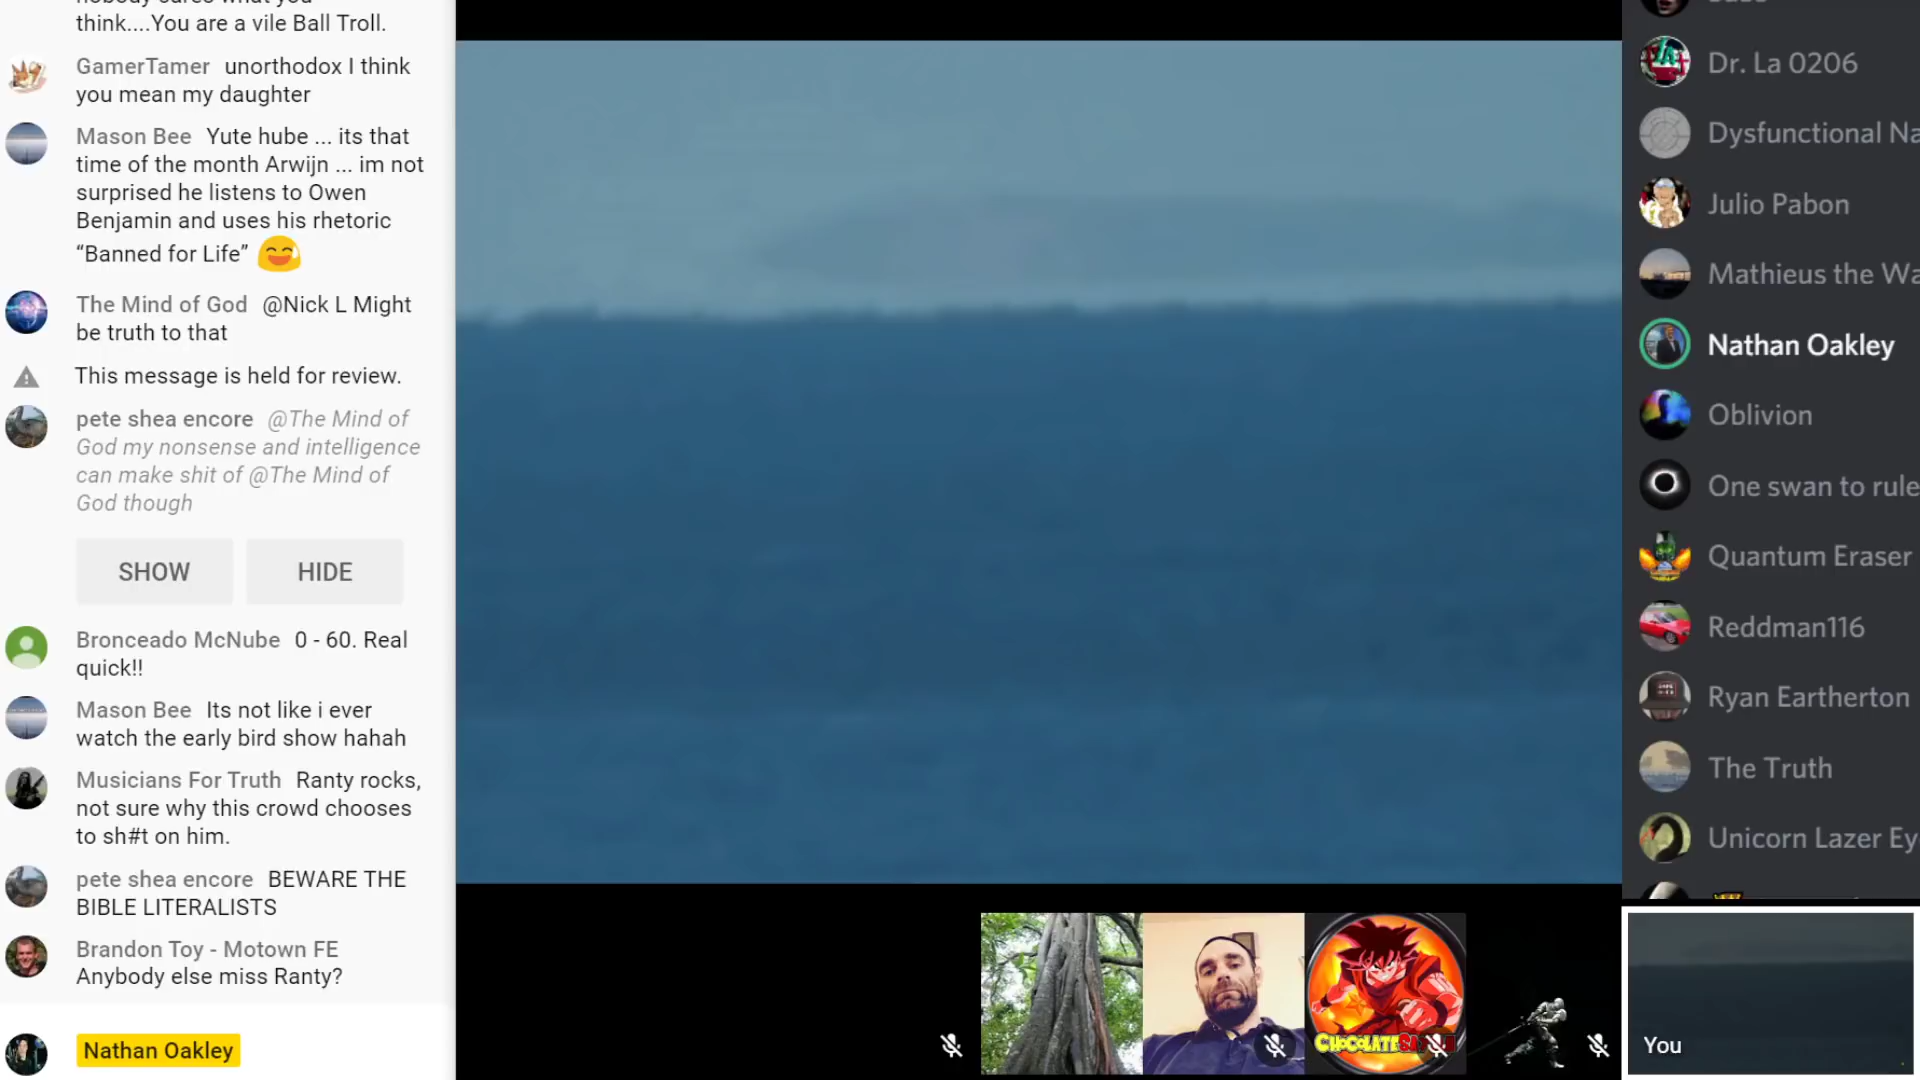 think....You are a vile Ball Troll.
GamerTamer unorthodox I think
you mean my daughter
Mason Bee Yute hube ... its that
time of the month Arwijn ... im not
surprised he listens to Owen
Benjamin and uses his rhetoric
“Banned for Life”
The Mind of God @Nick L Might
be truth to that
This message is held for review.
pete shea encore @The Mind of
God my nonsense and intelligence
can make shit of @The Mind of
God though
SHOW HIDE
Bronceado McNube 0 - 60. Real
quick!!
Mason Bee Its not like i ever
watch the early bird show hahah
Musicians For Truth Ranty rocks,
not sure why this crowd chooses
to sh#t on him.
pete shea encore BEWARE THE
BIBLE LITERALISTS
Brandon Toy - Motown FE
Anybody else miss Ranty?
Nathan Oakley
Dr. La 0206
Dysfunctional Na
Julio Pabon
Mathieus the Wa
Nathan Oakley
Oblivion
One swan to rule
Quantum Eraser
Reddman116
Ryan Eartherton
The Truth
Unicorn Lazer Ey
You